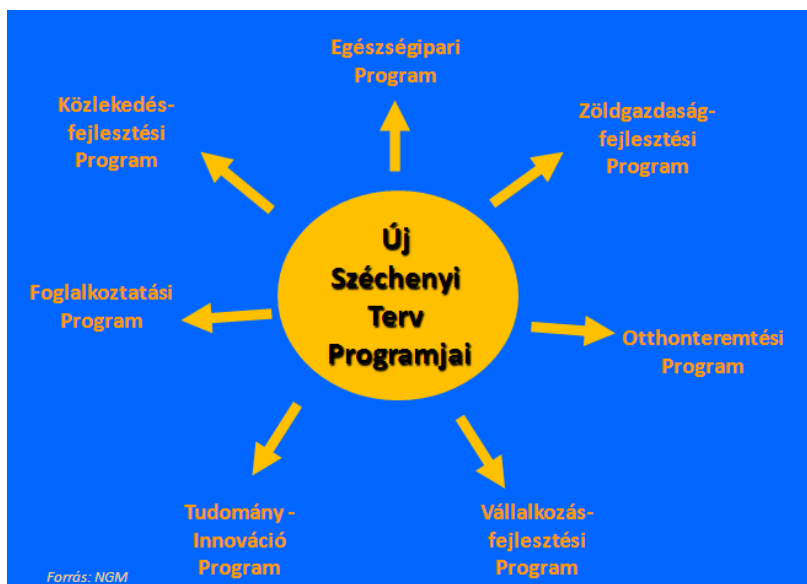 Egészségipari
Program
Közlekedés-
fejlesztési
Program
Zöldgazdaság-
fejlesztési
Program
Új
Széchenyi
Terv
Programjai
Foglalkoztatási
Program
Otthonteremtési
Program
Tudomány -
Innováció
Program
Vállalkozás-
fejlesztési
Program
Forrás: NGM